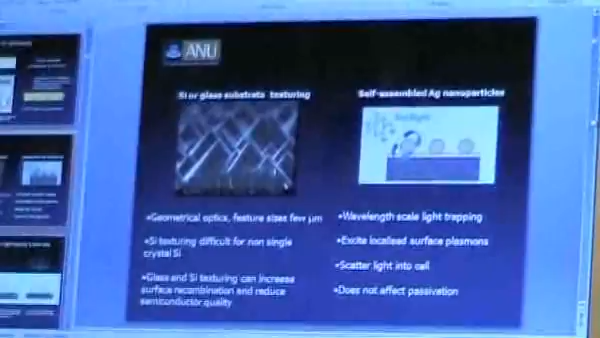 ANU
Si or glass substrate texturing
Self-assembled Ag nanoparticles
•Geometrical optics, feature sizes few µm
•Si texturing difficult for non single
crystal Si
•Glass and Si texturing can increase
surface recombination and reduce
semiconductor quality
•Wavelength scale light trapping
•Excite localised surface plasmons
•Scatter light into cell
•Does not affect passivation